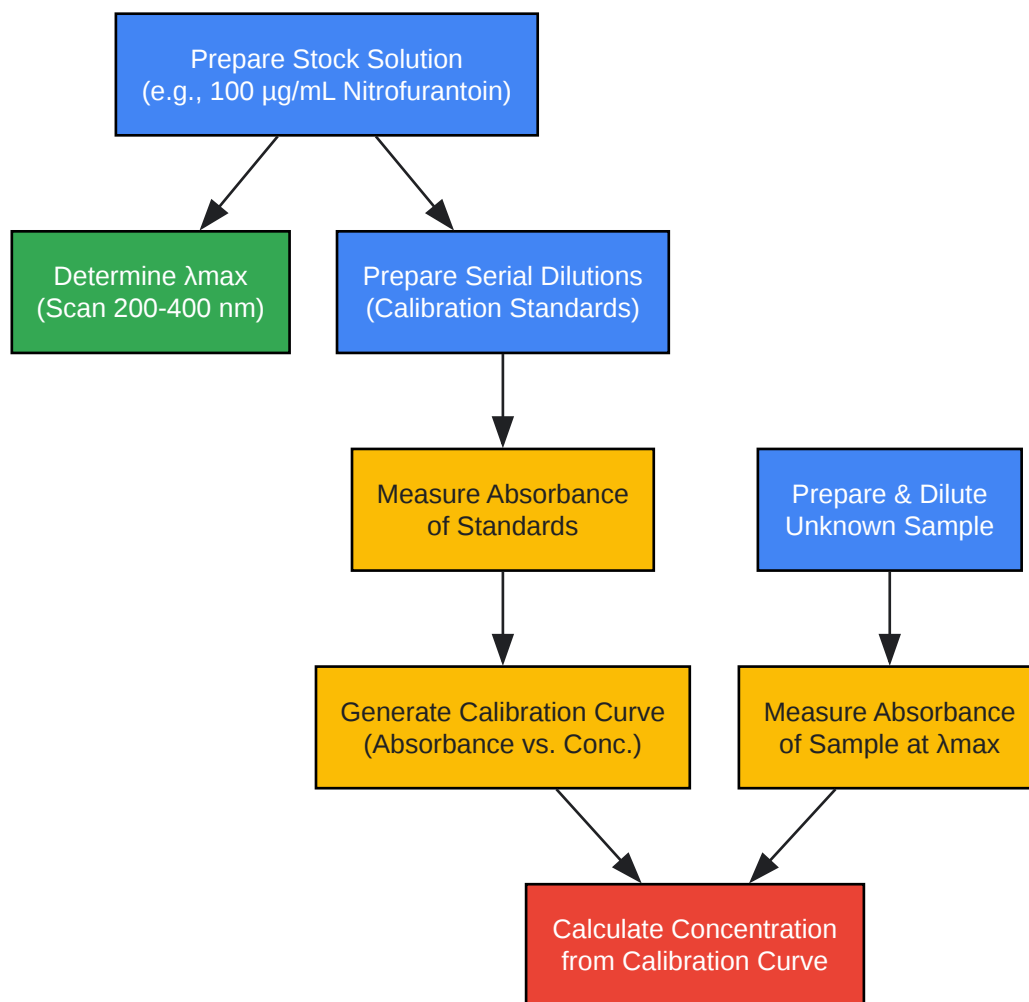 Prepare Stock Solution
(e.g., 100 µg/mL Nitrofurantoin)
Determine λmax
(Scan 200-400 nm)
Prepare Serial Dilutions
(Calibration Standards)
Measure Absorbance
of Standards
Prepare & Dilute
Unknown Sample
Generate Calibration Curve
(Absorbance vs. Conc.)
Measure Absorbance
of Sample at λmax
Calculate Concentration
from Calibration Curve